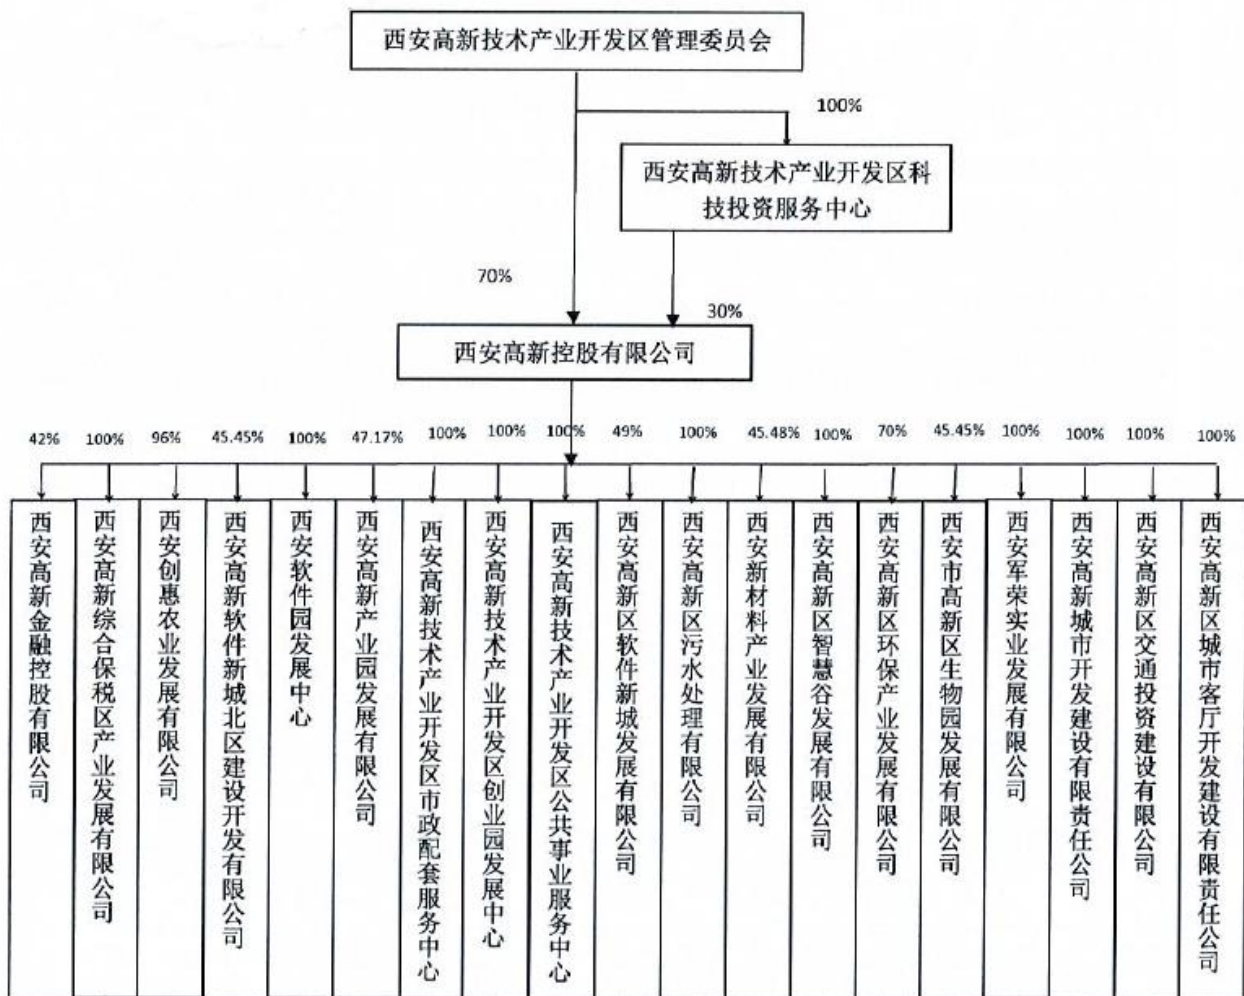 西安高新技术产业开发区管理委员会
100%
西安高新技术产业开发区科
技投资服务中心
70%
30%
西安高新控股有限公司
42%
100%
96%
45.45%
100%
47.17%
100%
100%
100%
49%
100%
45.48%
100%
70%
45.45%
100%
100%
100%
100%
西安高新金融控股有限公司
西安高新综合保税区产业发展有限公司
西安创惠农业发展有限公司
西安高新软件新城北区建设开发有限公司
西安软件园发展中心
西安高新产业园发展有限公司
西安高新技术产业开发区市政配套服务中心
西安高新技术产业开发区创业园发展中心
西安高新技术产业开发区公共事业服务中心
西安高新区软件新城发展有限公司
西安高新区污水处理有限公司
西安新材料产业发展有限公司
西安高新区智慧谷发展有限公司
西安高新区环保产业发展有限公司
西安市高新区生物园发展有限公司
西安军荣实业发展有限公司
西安高新城市开发建设有限责任公司
西安高新区交通投资建设有限公司
西安高新区城市客厅开发建设有限责任公司